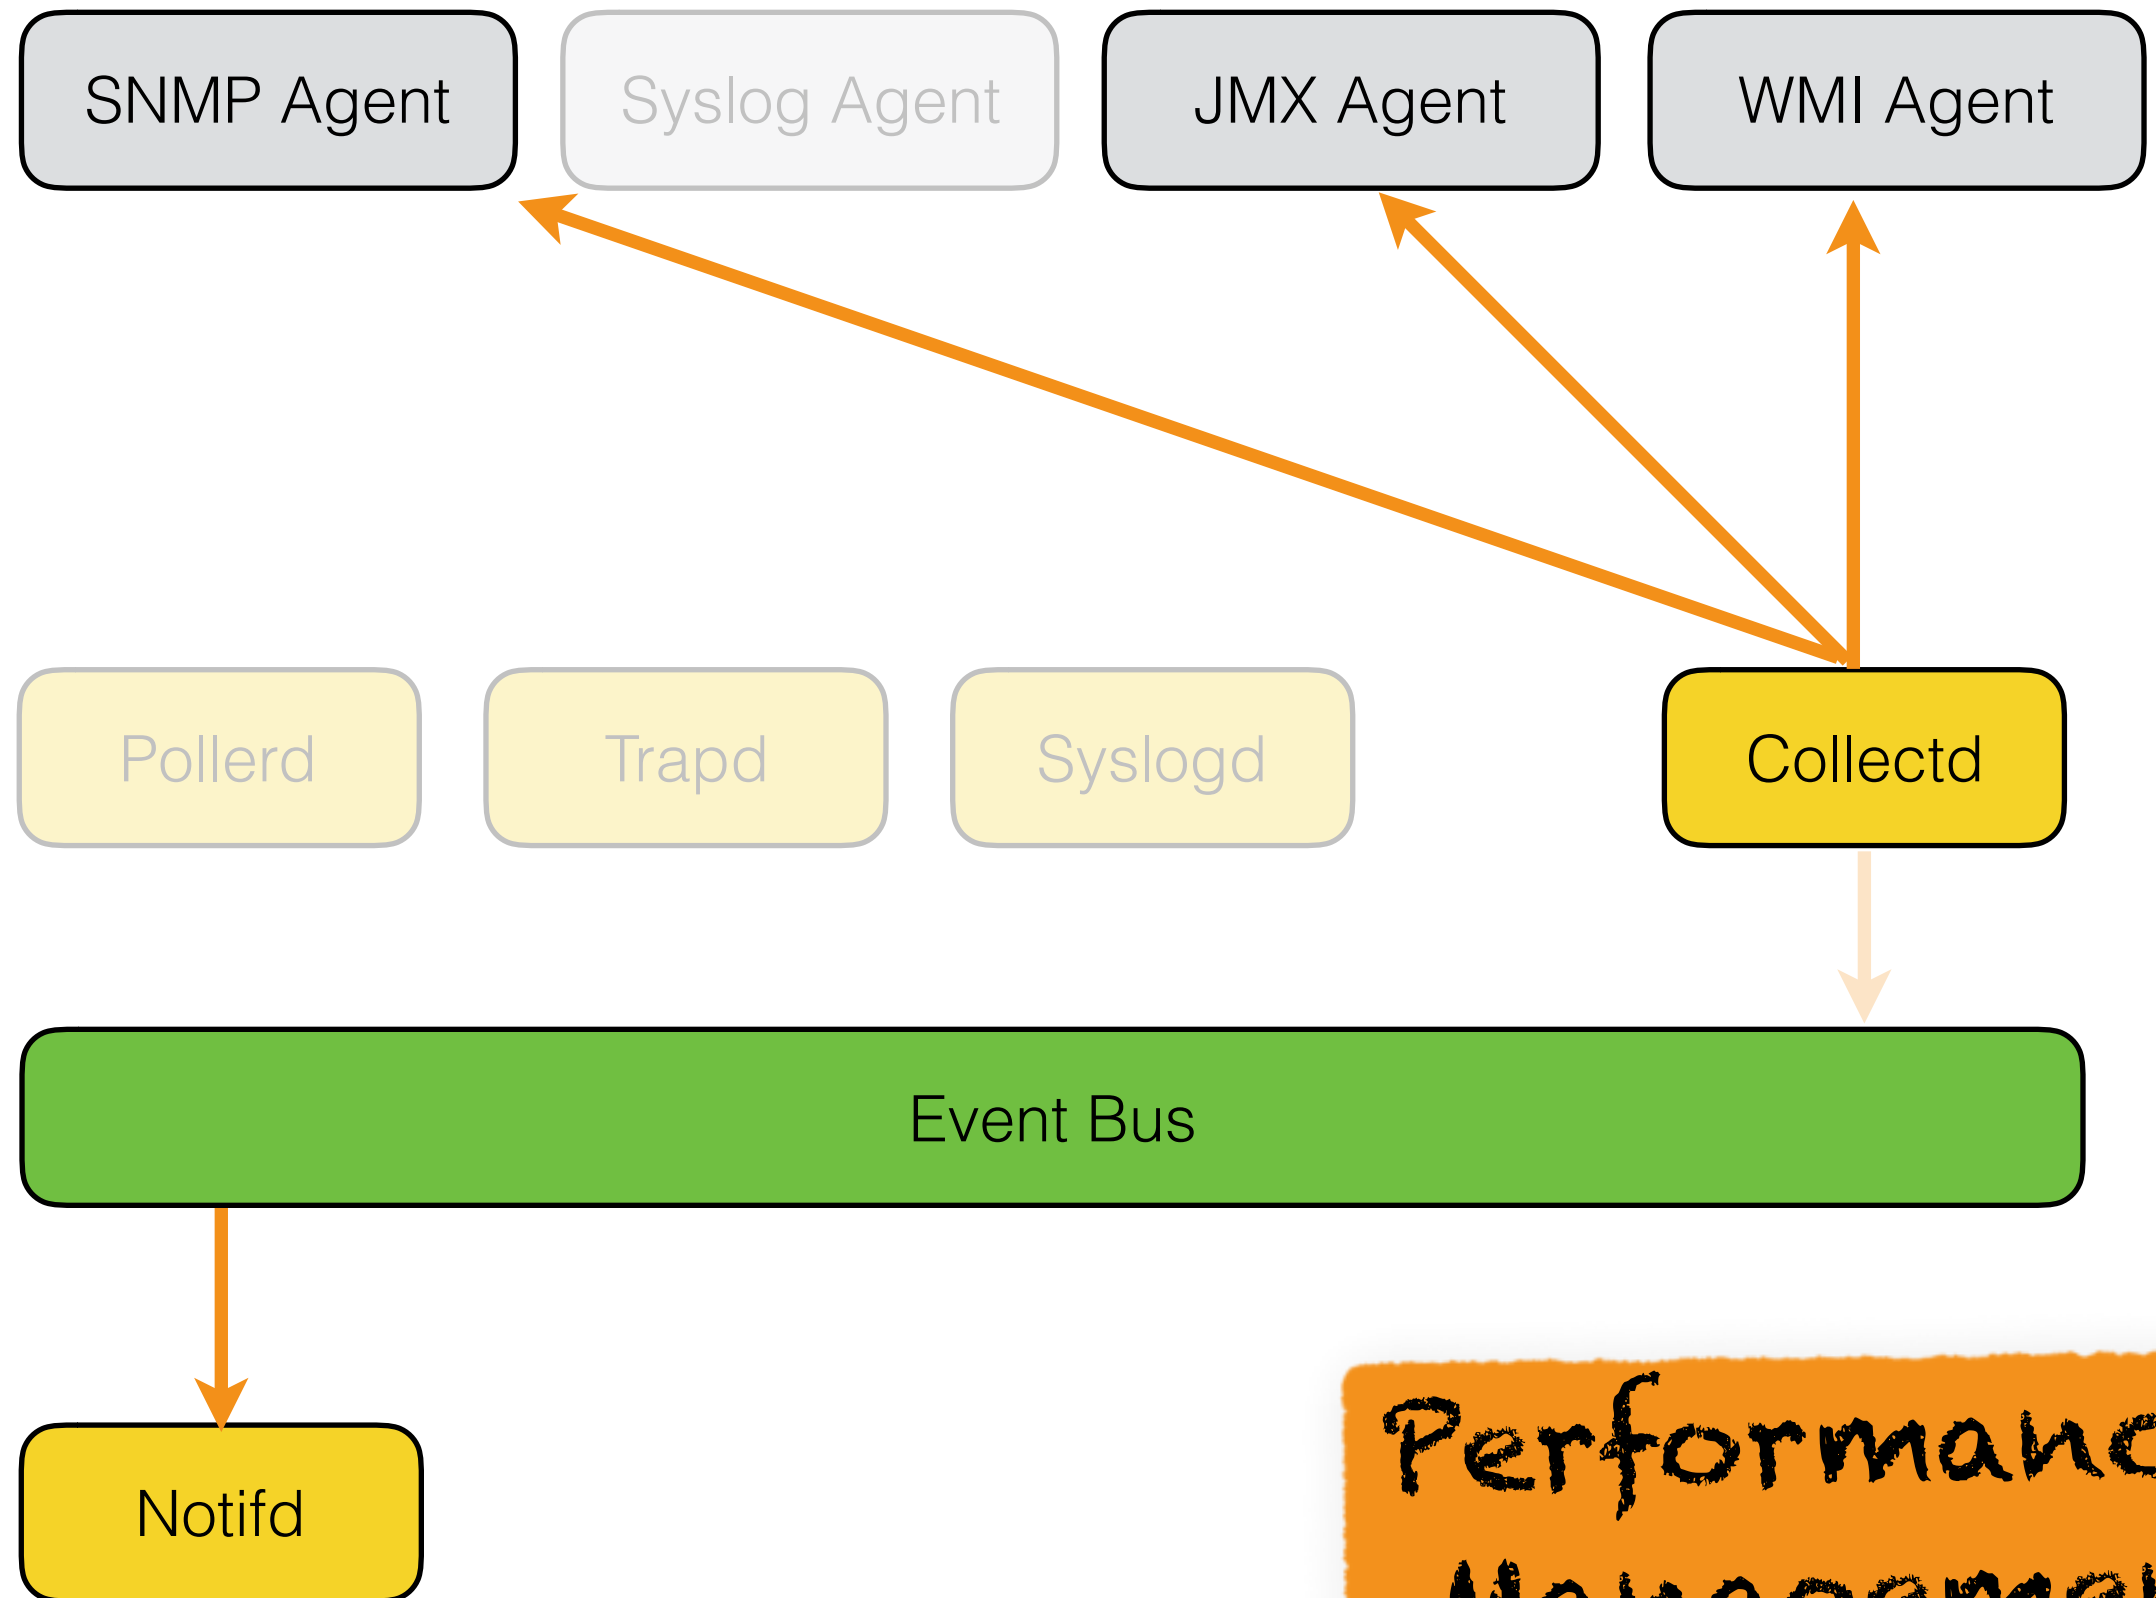 SNMP Agent
Syslog Agent
JMX Agent
WMI Agent
Pollerd
Trapd
Syslogd
Collectd
Event Bus
Notifd